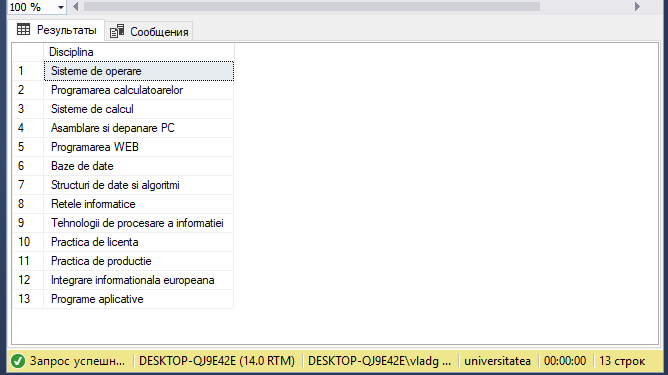 100 %
Результаты Сообщения
Disciplina
1 Sisteme de operare
2 Programarea calculatoarelor
3 Sisteme de calcul
4 Asamblare si depanare PC
5 Programarea WEB
6 Baze de date
7 Structuri de date si algoritmi
8 Retele informatice
9 Tehnologii de procesare a informatiei
10 Practica de licenta
11 Practica de productie
12 Integrare informationala europeana
13 Programe aplicative
Запрос успешн... DESKTOP-QJ9E42E (14.0 RTM) DESKTOP-QJ9E42E\vladg ... universitatea 00:00:00 13 строк